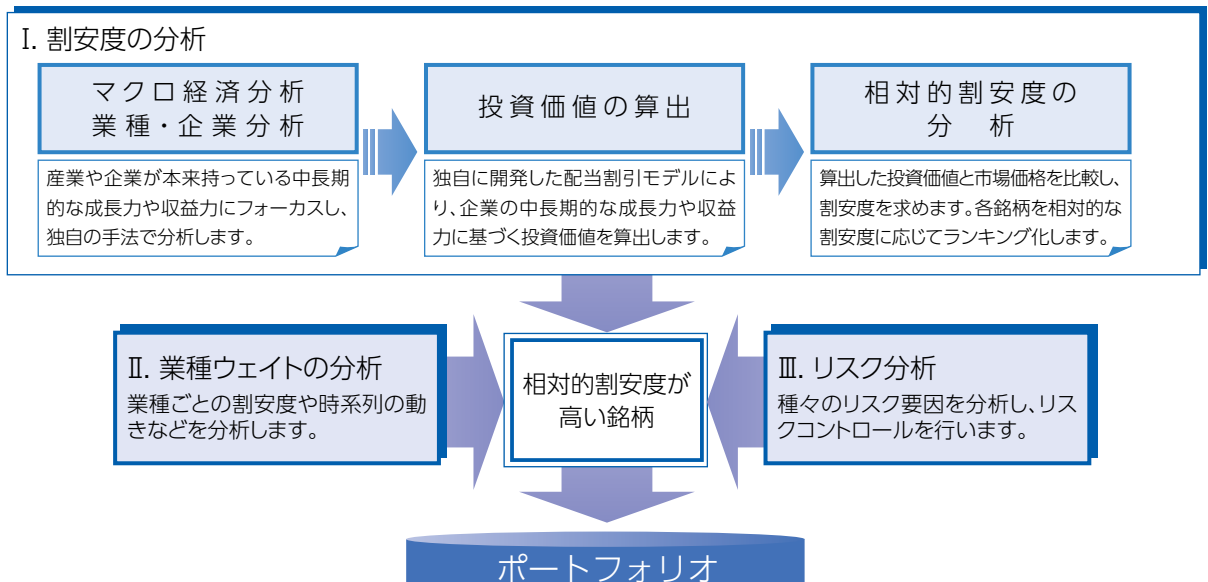 Ⅰ. 割安度の分析
マクロ経済分析
業種・企業分析
産業や企業が本来持っている中長期
的な成長力や収益力にフォーカスし、
独自の手法で分析します。
投資価値の算出
独自に開発した配当割引モデルによ
り、企業の中長期的な成長力や収益
力に基づく投資価値を算出します。
相対的割安度の
分　析
算出した投資価値と市場価格を比較し、
割安度を求めます。各銘柄を相対的な
割安度に応じてランキング化します。
Ⅱ. 業種ウェイトの分析
業種ごとの割安度や時系列の動
きなどを分析します。
相対的割安度が
高い銘柄
Ⅲ. リスク分析
種々のリスク要因を分析し、リス
クコントロールを行います。
ポートフォリオ